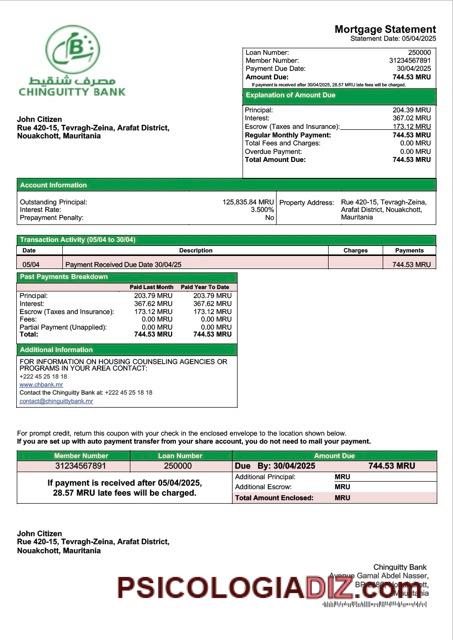 Mortgage Statement
Statement Date: 05/04/2025
مصرف شنقيط
CHINGUITTY BANK
Loan Number: 250000
Member Number: 31234567891
Payment Due Date: 30/04/2025
Amount Due: 744.53 MRU
If payment is received after 30/04/2025, 28.57 MRU late fees will be charged.
Explanation of Amount Due
Principal: 204.39 MRU
Interest: 367.02 MRU
Escrow (Taxes and Insurance): 173.12 MRU
Regular Monthly Payment: 744.53 MRU
Total Fees and Charges: 0.00 MRU
Overdue Payment: 0.00 MRU
Total Amount Due: 744.53 MRU
John Citizen
Rue 420-15, Tevragh-Zeina, Arafat District,
Nouakchott, Mauritania
Account Information
Outstanding Principal: 125,835.84 MRU
Interest Rate: 3.500%
Prepayment Penalty: No
Property Address: Rue 420-15, Tevragh-Zeina,
Arafat District, Nouakchott,
Mauritania
Transaction Activity (05/04 to 30/04)
Date Description Charges Payments
05/04 Payment Received Due Date 30/04/25 744.53 MRU
Past Payments Breakdown
Paid Last Month Paid Year To Date
Principal: 203.79 MRU 203.79 MRU
Interest: 367.62 MRU 367.62 MRU
Escrow (Taxes and Insurance): 173.12 MRU 173.12 MRU
Fees: 0.00 MRU 0.00 MRU
Partial Payment (Unapplied): 0.00 MRU 0.00 MRU
Total: 744.53 MRU 744.53 MRU
Additional Information
FOR INFORMATION ON HOUSING COUNSELING AGENCIES OR
PROGRAMS IN YOUR AREA CONTACT:
+222 45 25 18 18
www.chbank.mr
Contact the Chinguitty Bank at: +222 45 25 18 18
contact@chinguittybank.mr
For prompt credit, return this coupon with your check in the enclosed envelope to the location shown below.
If you are set up with auto payment transfer from your share account, you do not need to mail your payment.
Member Number Loan Number Amount Due
31234567891 250000 Due By: 30/04/2025 744.53 MRU
If payment is received after 05/04/2025,
28.57 MRU late fees will be charged.
Additional Principal: MRU
Additional Escrow: MRU
Total Amount Enclosed: MRU
John Citizen
Rue 420-15, Tevragh-Zeina, Arafat District,
Nouakchott, Mauritania
Chinguitty Bank
Avenue Gamal Abdel Nasser,
PSICOLOGIADIZ.com